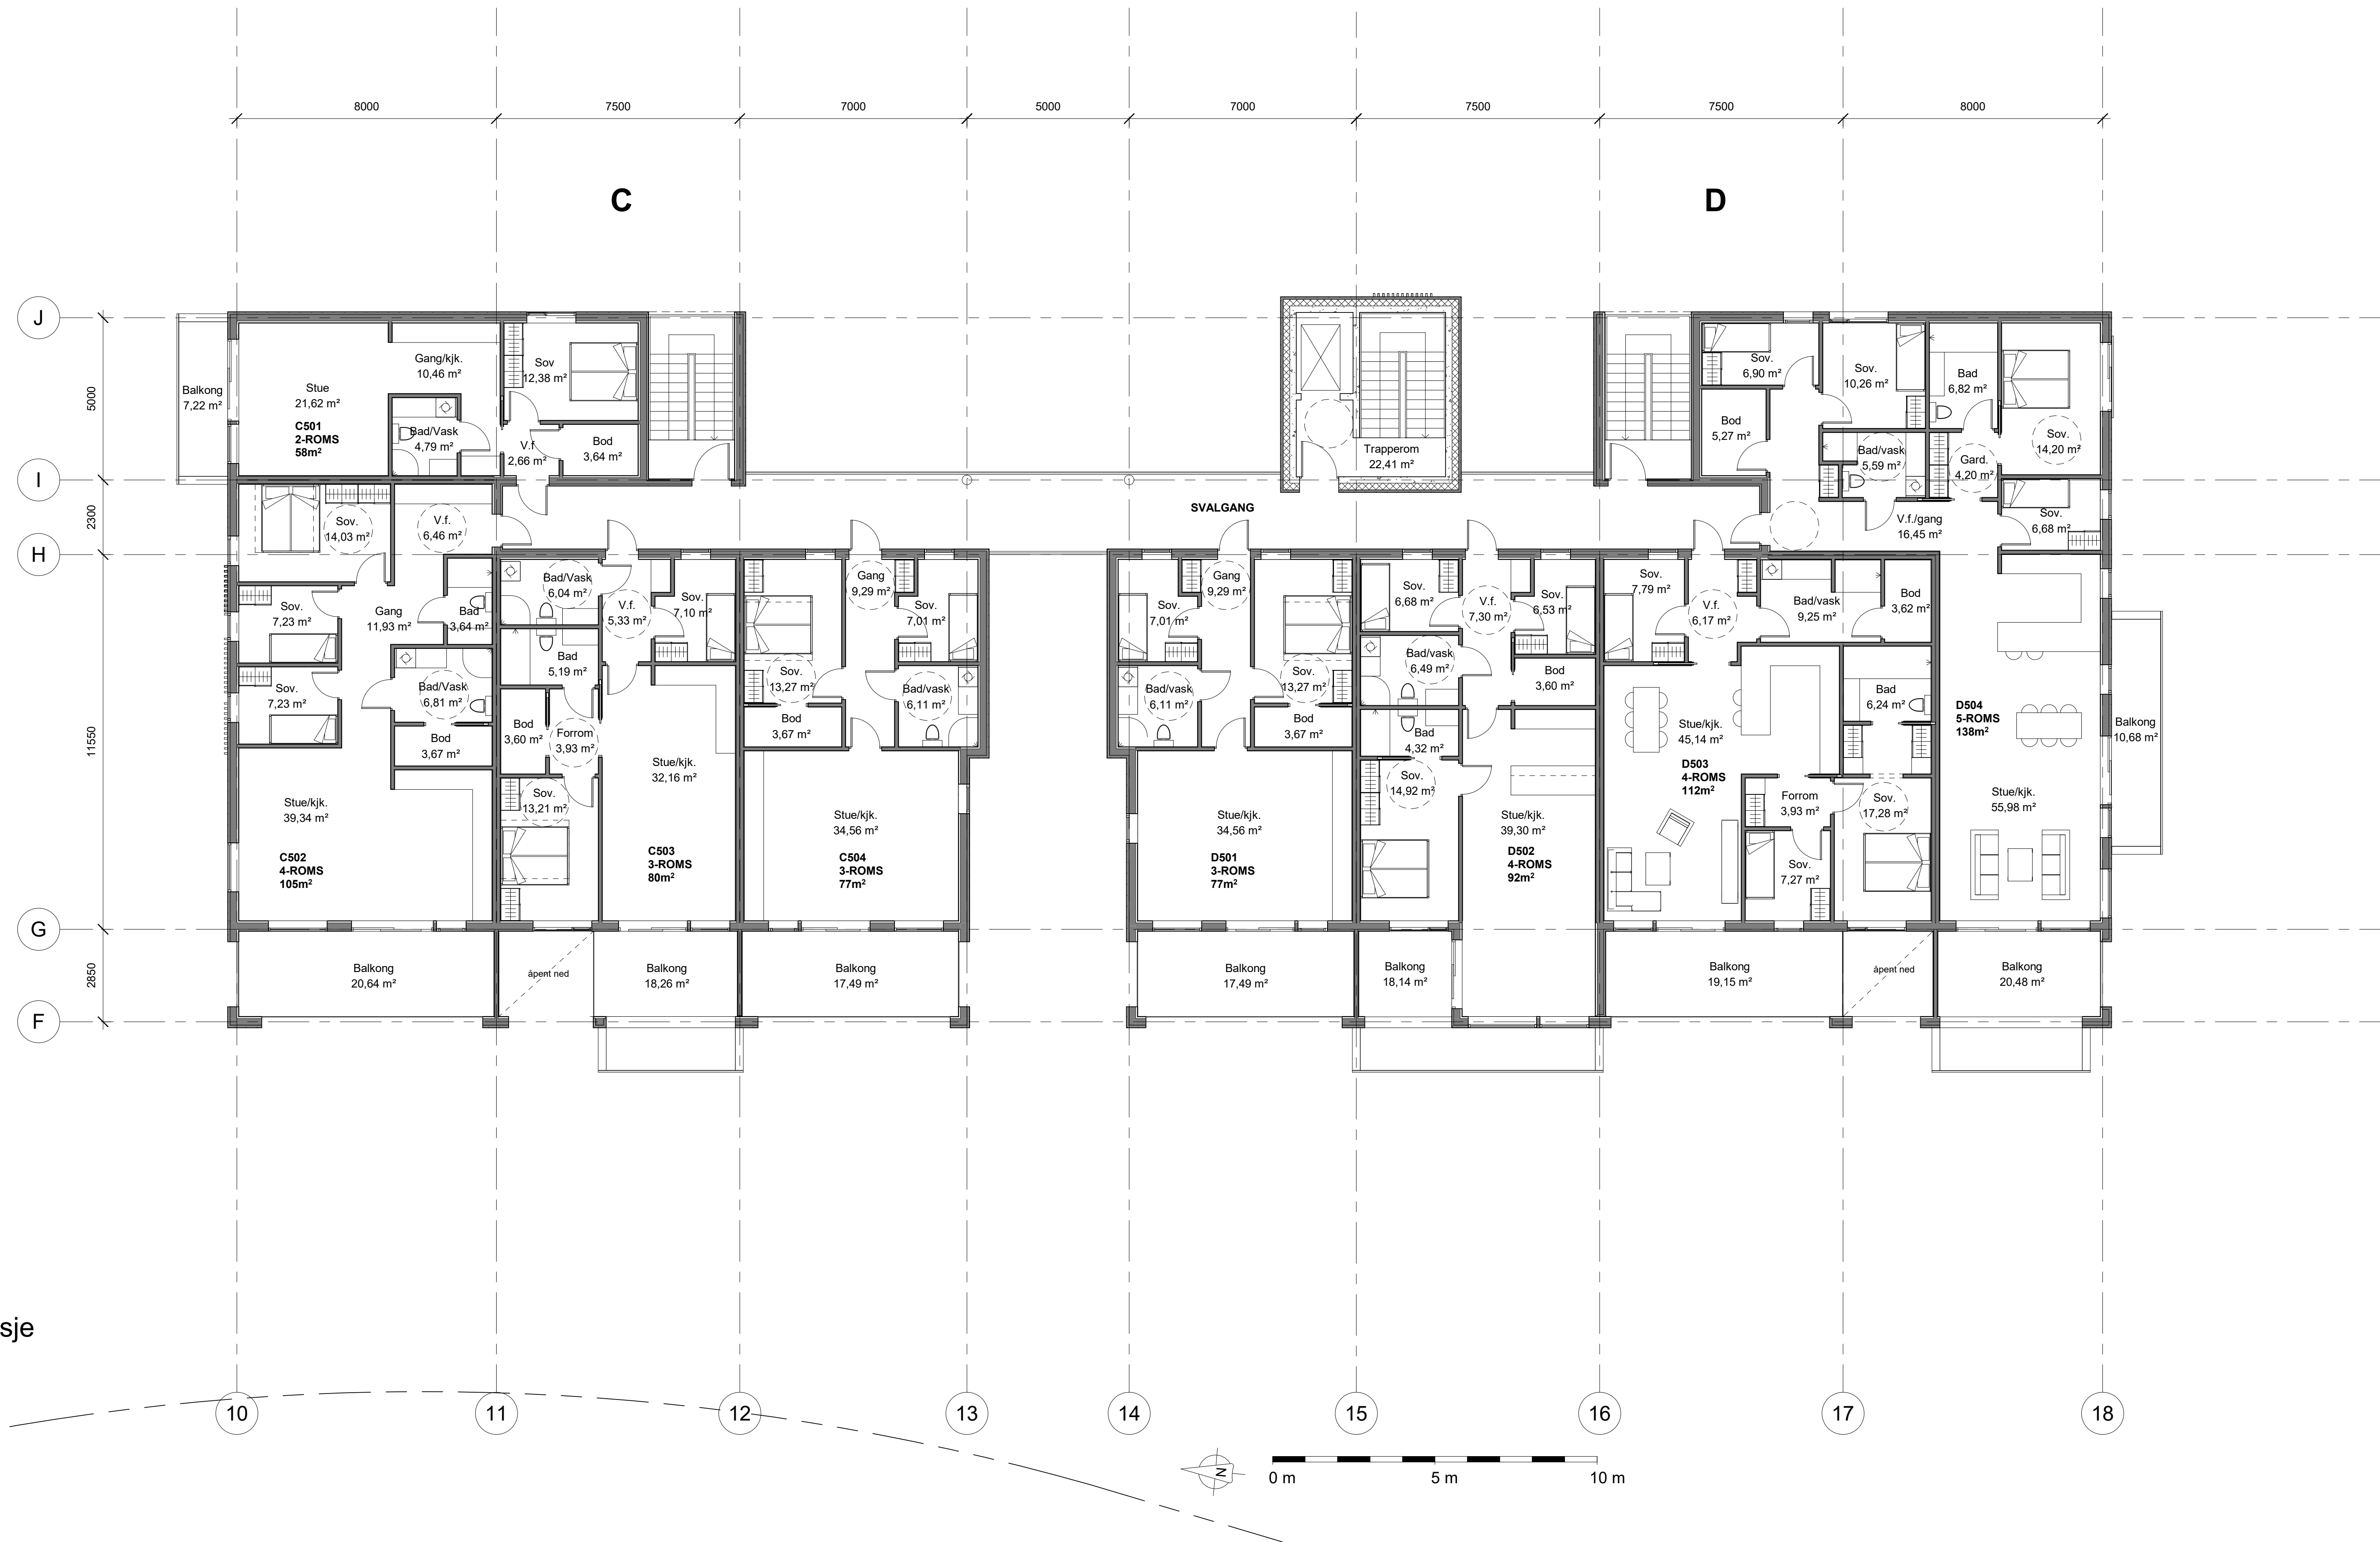 8000
7500
7000
5000
7000
7500
7500
8000
C
D
J
I
H
G
F
5000
2300
11550
2850
Balkong
7,22 m²
Stue
21,62 m²
C501
2-ROMS
58m²
Gang/kjk.
10,46 m²
Bad/Vask
4,79 m²
Sov
12,38 m²
V.f.
2,66 m²
Bod
3,64 m²
Trapperom
22,41 m²
SVALGANG
Sov.
6,90 m²
Sov.
10,26 m²
Bad
6,82 m²
Bod
5,27 m²
Bad/vask
5,59 m²
Gard.
4,20 m²
Sov.
14,20 m²
Sov.
6,68 m²
V.f./gang
16,45 m²
Sov.
14,03 m²
V.f.
6,46 m²
Sov.
7,23 m²
Gang
11,93 m²
Bad
3,64 m²
Sov.
7,23 m²
Bad/Vask
6,81 m²
Bod
3,67 m²
Stue/kjk.
39,34 m²
C502
4-ROMS
105m²
Bad/Vask
6,04 m²
V.f.
5,33 m²
Sov.
7,10 m²
Bad
5,19 m²
Bod
3,60 m²
Forrom
3,93 m²
Sov.
13,21 m²
Stue/kjk.
32,16 m²
C503
3-ROMS
80m²
Gang
9,29 m²
Sov.
7,01 m²
Sov.
13,27 m²
Bad/vask
6,11 m²
Bod
3,67 m²
Stue/kjk.
34,56 m²
C504
3-ROMS
77m²
Gang
9,29 m²
Sov.
7,01 m²
Sov.
13,27 m²
Bad/vask
6,11 m²
Bod
3,67 m²
Stue/kjk.
34,56 m²
D501
3-ROMS
77m²
Sov.
6,68 m²
V.f.
7,30 m²
Sov.
6,53 m²
Bad/vask
6,49 m²
Bod
3,60 m²
Bad
4,32 m²
Sov.
14,92 m²
Stue/kjk.
39,30 m²
D502
4-ROMS
92m²
Sov.
7,79 m²
V.f.
6,17 m²
Bad/vask
9,25 m²
Bod
3,62 m²
Stue/kjk.
45,14 m²
D503
4-ROMS
112m²
Bad
6,24 m²
Forrom
3,93 m²
Sov.
17,28 m²
Sov.
7,27 m²
D504
5-ROMS
138m²
Stue/kjk.
55,98 m²
Balkong
10,68 m²
Balkong
20,64 m²
åpent ned
Balkong
18,26 m²
Balkong
17,49 m²
Balkong
17,49 m²
Balkong
18,14 m²
Balkong
19,15 m²
åpent ned
Balkong
20,48 m²
sje
10
11
12
13
14
15
16
17
18
N
0 m
5 m
10 m